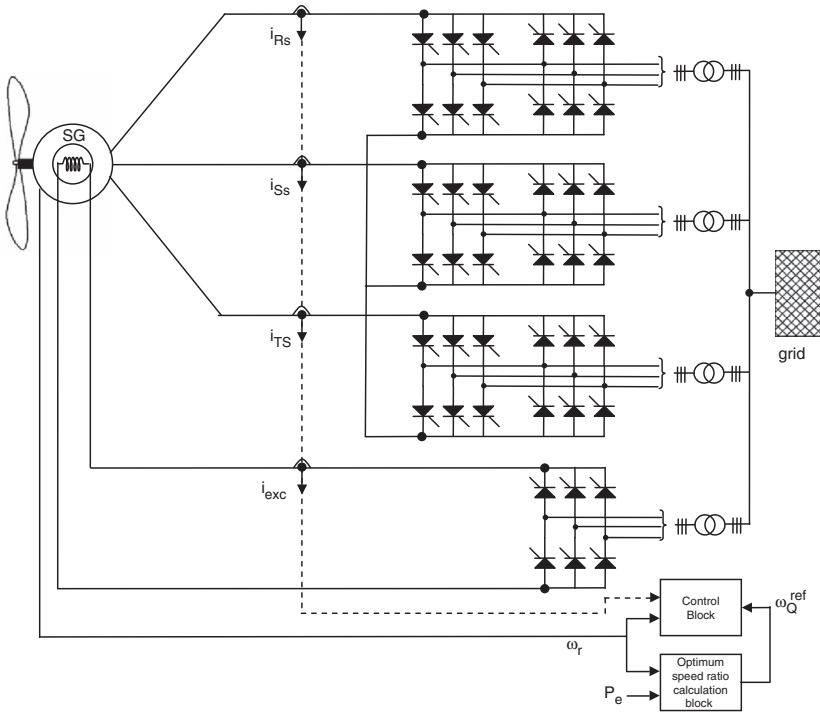 i_Rs
SG
i_Ss
i_TS
grid
i_exc
Control
Block
ω_Q^ref
ω_r
Optimum
speed ratio
calculation
block
P_e